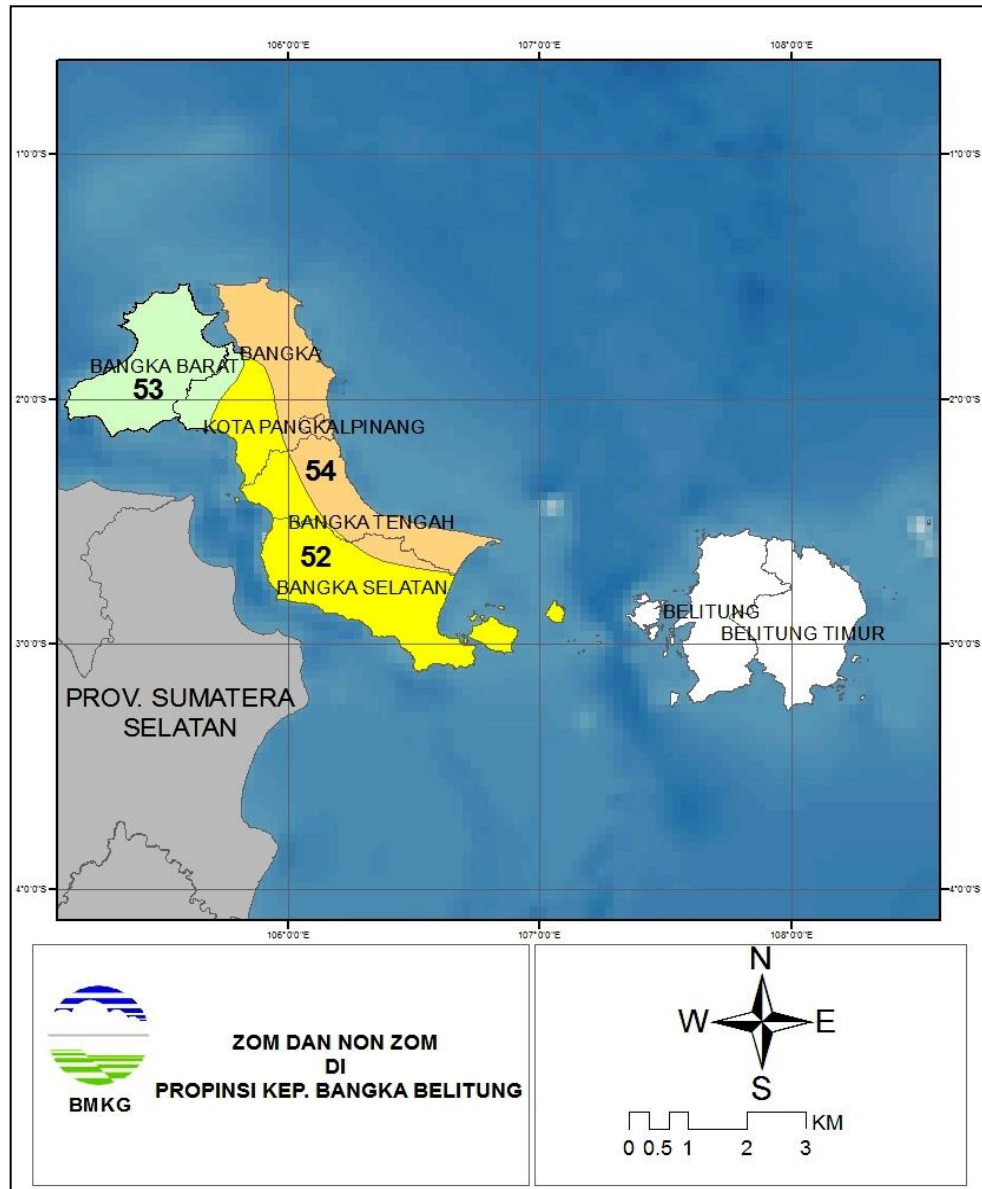 106°0'0"E
107°0'0"E
108°0'0"E
1°0'0"S
1°0'0"S
BANGKA
BANGKA BARAT
53
2°0'0"S
2°0'0"S
KOTA PANGKALPINANG
54
BANGKA TENGAH
52
BANGKA SELATAN
BELITUNG
BELITUNG TIMUR
3°0'0"S
3°0'0"S
PROV. SUMATERA
SELATAN
4°0'0"S
4°0'0"S
106°0'0"E
107°0'0"E
108°0'0"E
BMKG
ZOM DAN NON ZOM
DI
PROPINSI KEP. BANGKA BELITUNG
N
W
E
S
KM
0 0.5 1 2 3